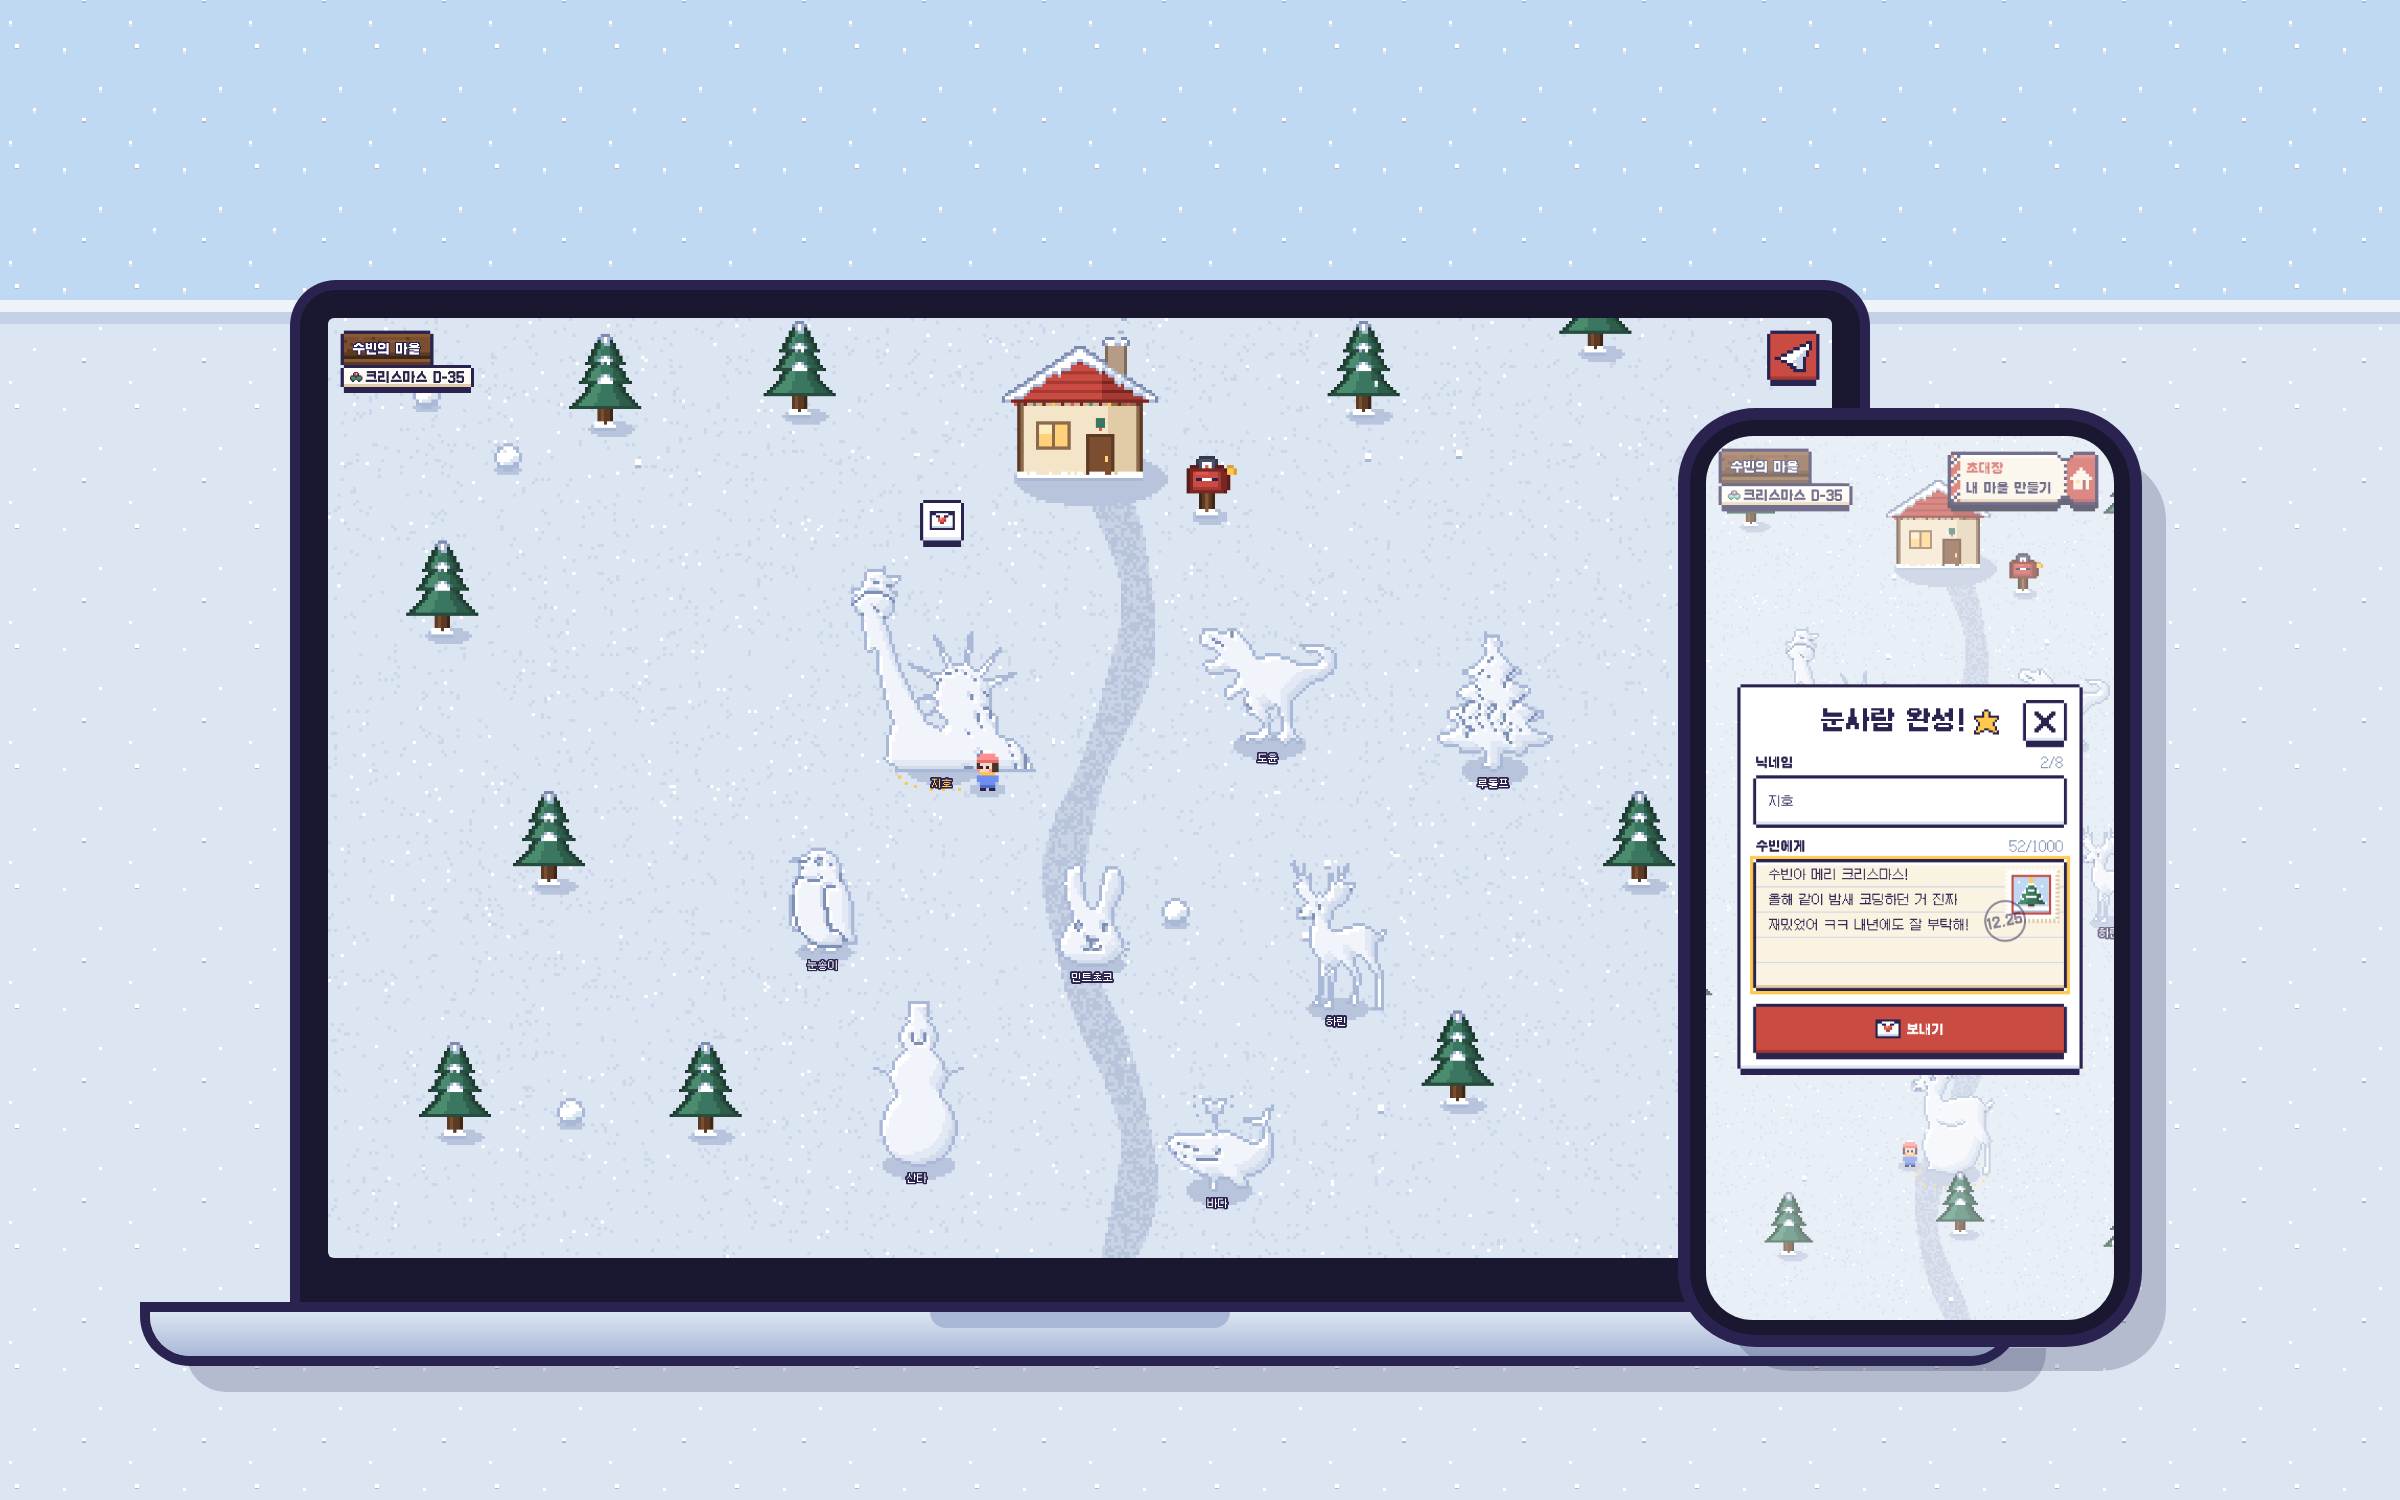 수빈의 마을
크리스마스 D-35
지호
도윤
루돌프
눈송이
민트초코
하린
산타
바다
수빈의 마을
크리스마스 D-35
초대장
내 마을 만들기
눈사람 완성!
닉네임 2/8
지호
수빈에게 52/1000
수빈아 메리 크리스마스!
올해 같이 밤새 코딩하던 거 진짜
재밌었어 ㅋㅋ 내년에도 잘 부탁해!
12.25
보내기